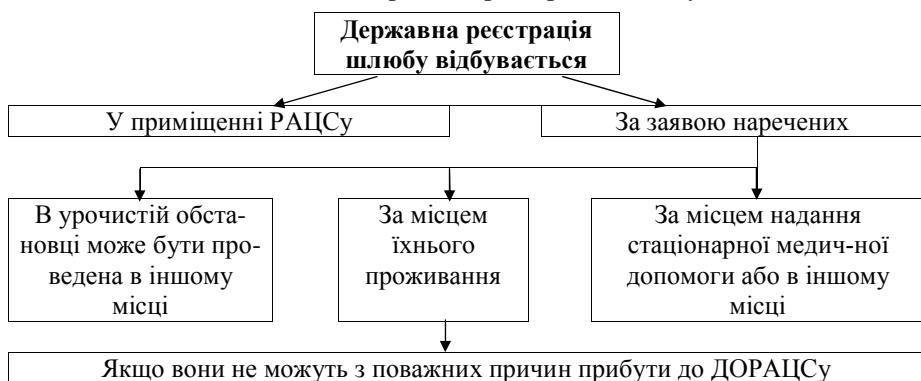 Державна реєстрація
шлюбу відбувається
У приміщенні РАЦСу
За заявою наречених
В урочистій обста-
новці може бути про-
ведена в іншому
місці
За місцем
їхнього
проживання
За місцем надання
стаціонарної медич-ної
допомоги або в іншому
місці
Якщо вони не можуть з поважних причин прибути до ДОРАЦСу